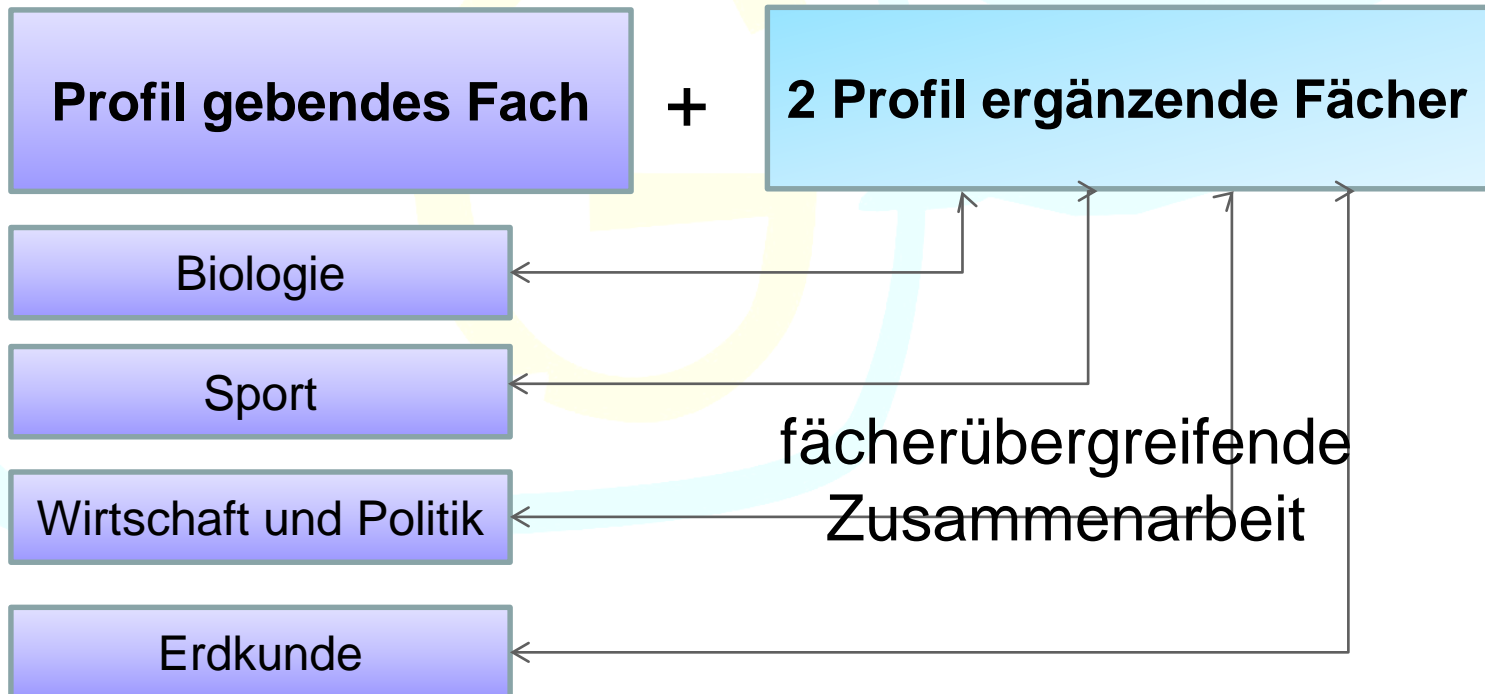 Profil gebendes Fach
+
2 Profil ergänzende Fächer
Biologie
Sport
fächerübergreifende
Zusammenarbeit
Wirtschaft und Politik
Erdkunde